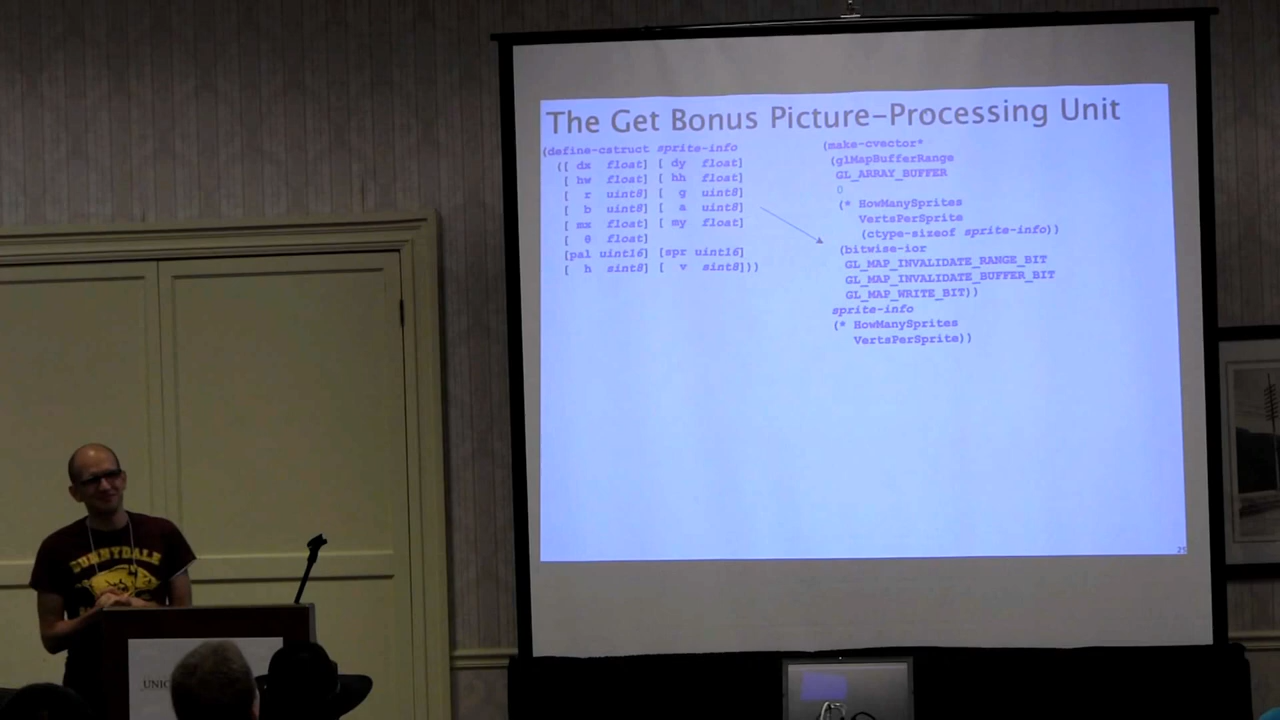 The Get Bonus Picture-Processing Unit
(define-cstruct sprite-info
([ dx float] [ dy float]
[ hw float] [ hh float]
[ r uint8] [ g uint8]
[ b uint8] [ a uint8]
[ mx float] [ my float]
[ θ float]
[pal uint16] [spr uint16]
[ h sint8] [ v sint8]))
(make-cvector*
(glMapBufferRange
GL_ARRAY_BUFFER
0
(* HowManySprites
VertsPerSprite
(ctype-sizeof sprite-info))
(bitwise-ior
GL_MAP_INVALIDATE_RANGE_BIT
GL_MAP_INVALIDATE_BUFFER_BIT
GL_MAP_WRITE_BIT))
sprite-info
(* HowManySprites
VertsPerSprite))
SUNNYDALE
UNIC